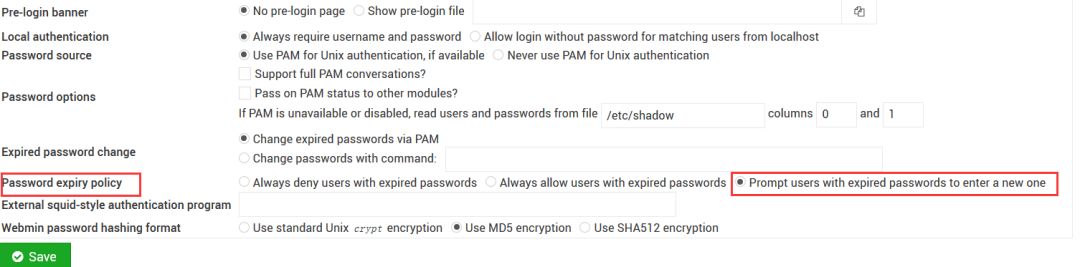 Pre-login banner No pre-login page Show pre-login file
Local authentication Always require username and password Allow login without password for matching users from localhost
Password source Use PAM for Unix authentication, if available Never use PAM for Unix authentication
Password options Support full PAM conversations?
Pass on PAM status to other modules?
If PAM is unavailable or disabled, read users and passwords from file /etc/shadow columns 0 and 1
Expired password change Change expired passwords via PAM
Change passwords with command:
Password expiry policy Always deny users with expired passwords Always allow users with expired passwords Prompt users with expired passwords to enter a new one
External squid-style authentication program
Webmin password hashing format Use standard Unix crypt encryption Use MD5 encryption Use SHA512 encryption
Save